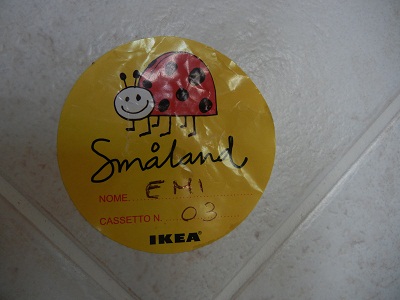 Småland
NOME. EMI
CASSETTO N. 03
IKEA®